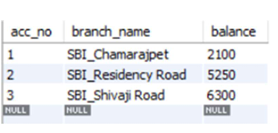 acc_no branch_name balance
1 SBI_Chamarajpet 2100
2 SBI_Residency Road 5250
3 SBI_Shivaji Road 6300
NULL NULL NULL